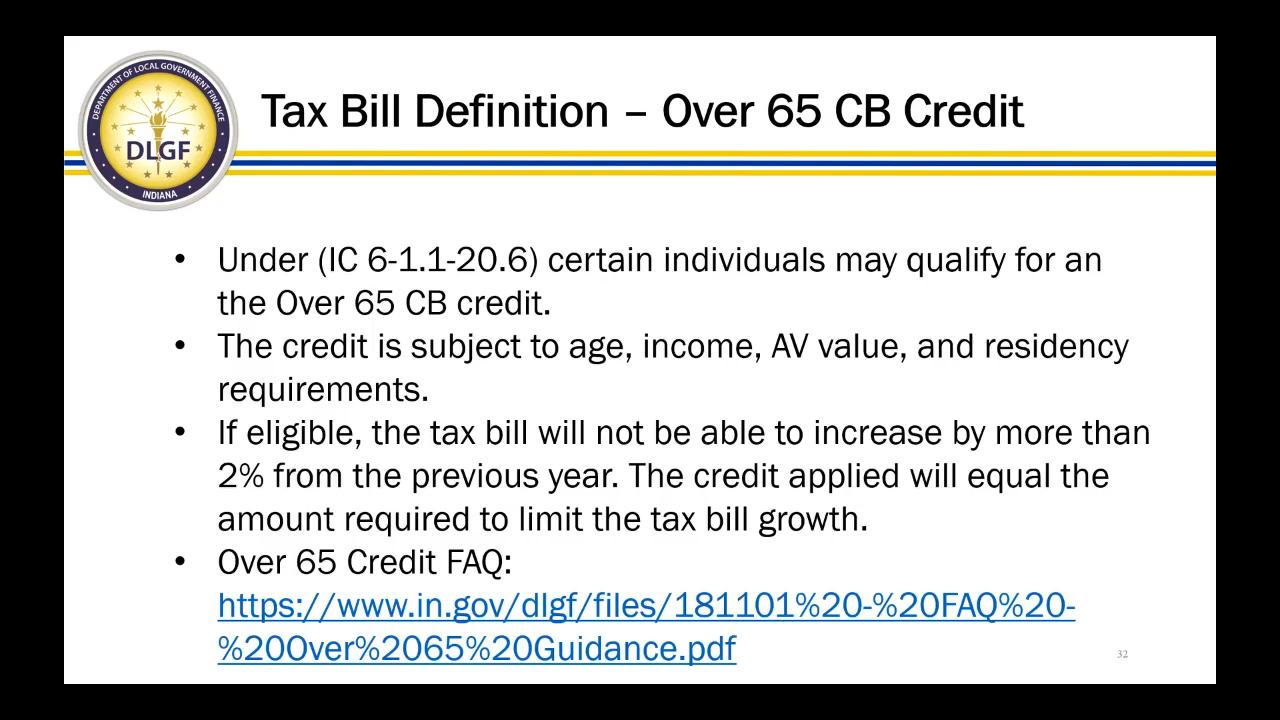 DEPARTMENT OF LOCAL GOVERNMENT FINANCE
DLGF
INDIANA
Tax Bill Definition – Over 65 CB Credit
• Under (IC 6-1.1-20.6) certain individuals may qualify for an
the Over 65 CB credit.
• The credit is subject to age, income, AV value, and residency
requirements.
• If eligible, the tax bill will not be able to increase by more than
2% from the previous year. The credit applied will equal the
amount required to limit the tax bill growth.
• Over 65 Credit FAQ:
https://www.in.gov/dlgf/files/181101%20-%20FAQ%20-
%20Over%2065%20Guidance.pdf
32